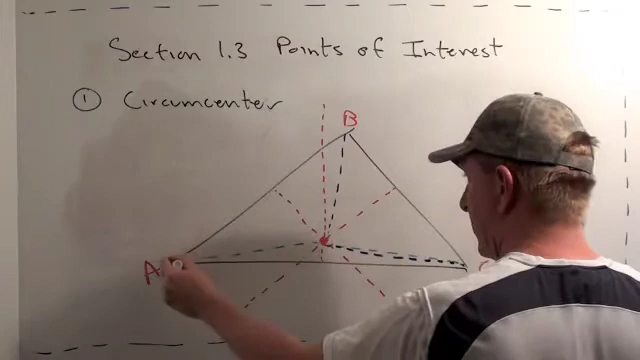 Section 1.3 Points of Interest
① Circumcenter
B
A